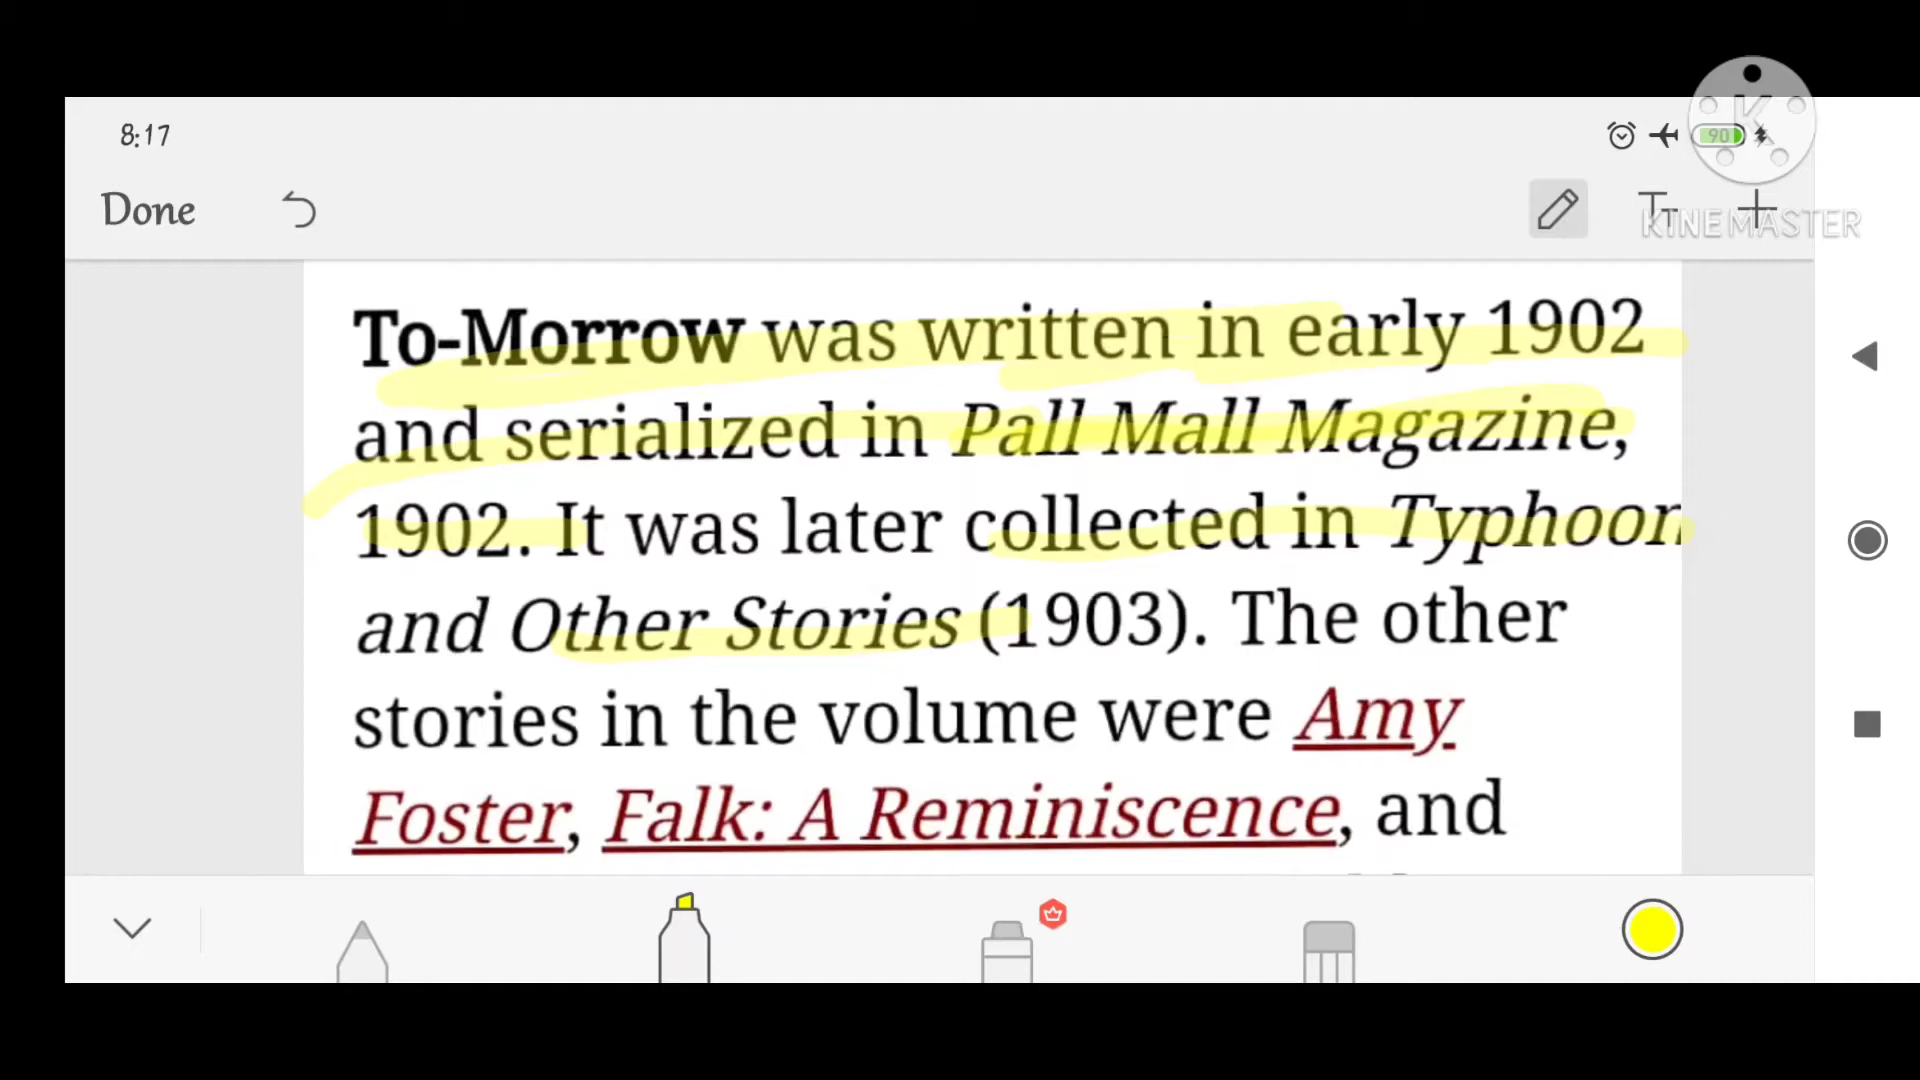 8:17
90
Done
TT
KINEMASTER
To-Morrow was written in early 1902
and serialized in Pall Mall Magazine,
1902. It was later collected in Typhoon
and Other Stories (1903). The other
stories in the volume were Amy
Foster, Falk: A Reminiscence, and